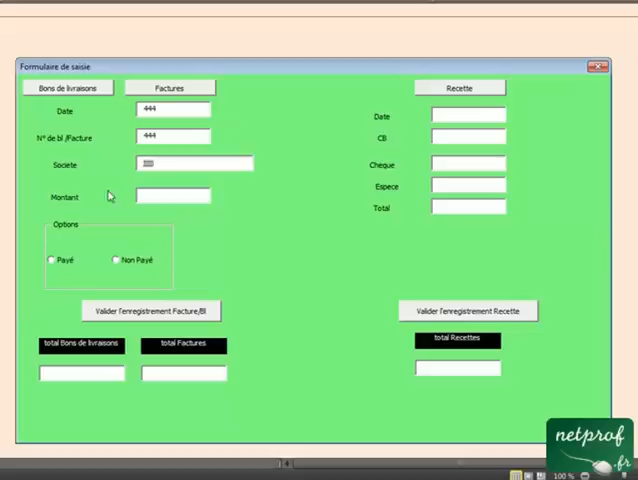 Formulaire de saisie
Bons de livraisons
Factures
Recette
Date
444
Date
N° de bl /Facture
444
CB
Societe
Cheque
Espece
Montant
Total
Options
Payé
Non Payé
Valider l'enregistrement Facture/Bl
Valider l'enregistrement Recette
total Bons de livraisons
total Factures
total Recettes
netprof
.fr
100 %